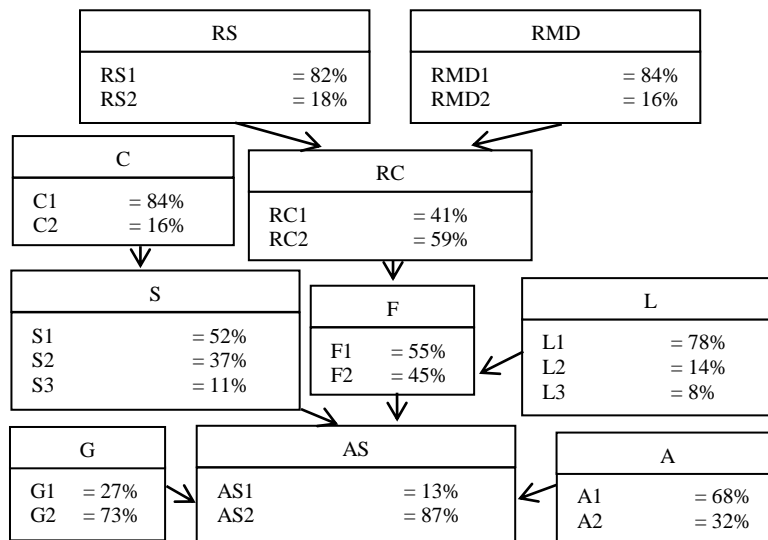 RS
RS1 = 82%
RS2 = 18%
RMD
RMD1 = 84%
RMD2 = 16%
C
C1 = 84%
C2 = 16%
RC
RC1 = 41%
RC2 = 59%
S
S1 = 52%
S2 = 37%
S3 = 11%
F
F1 = 55%
F2 = 45%
L
L1 = 78%
L2 = 14%
L3 = 8%
G
G1 = 27%
G2 = 73%
AS
AS1 = 13%
AS2 = 87%
A
A1 = 68%
A2 = 32%